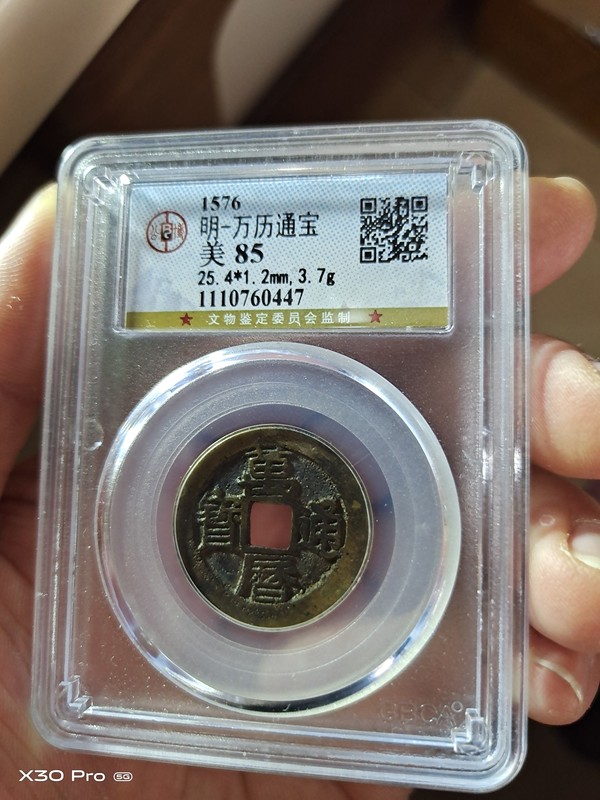 1576
明-万历通宝
美 85
25.4*1.2mm, 3.7g
1110760447
★ 文物鉴定委员会监制 ★
萬
寶 通
曆
X30 Pro 5G